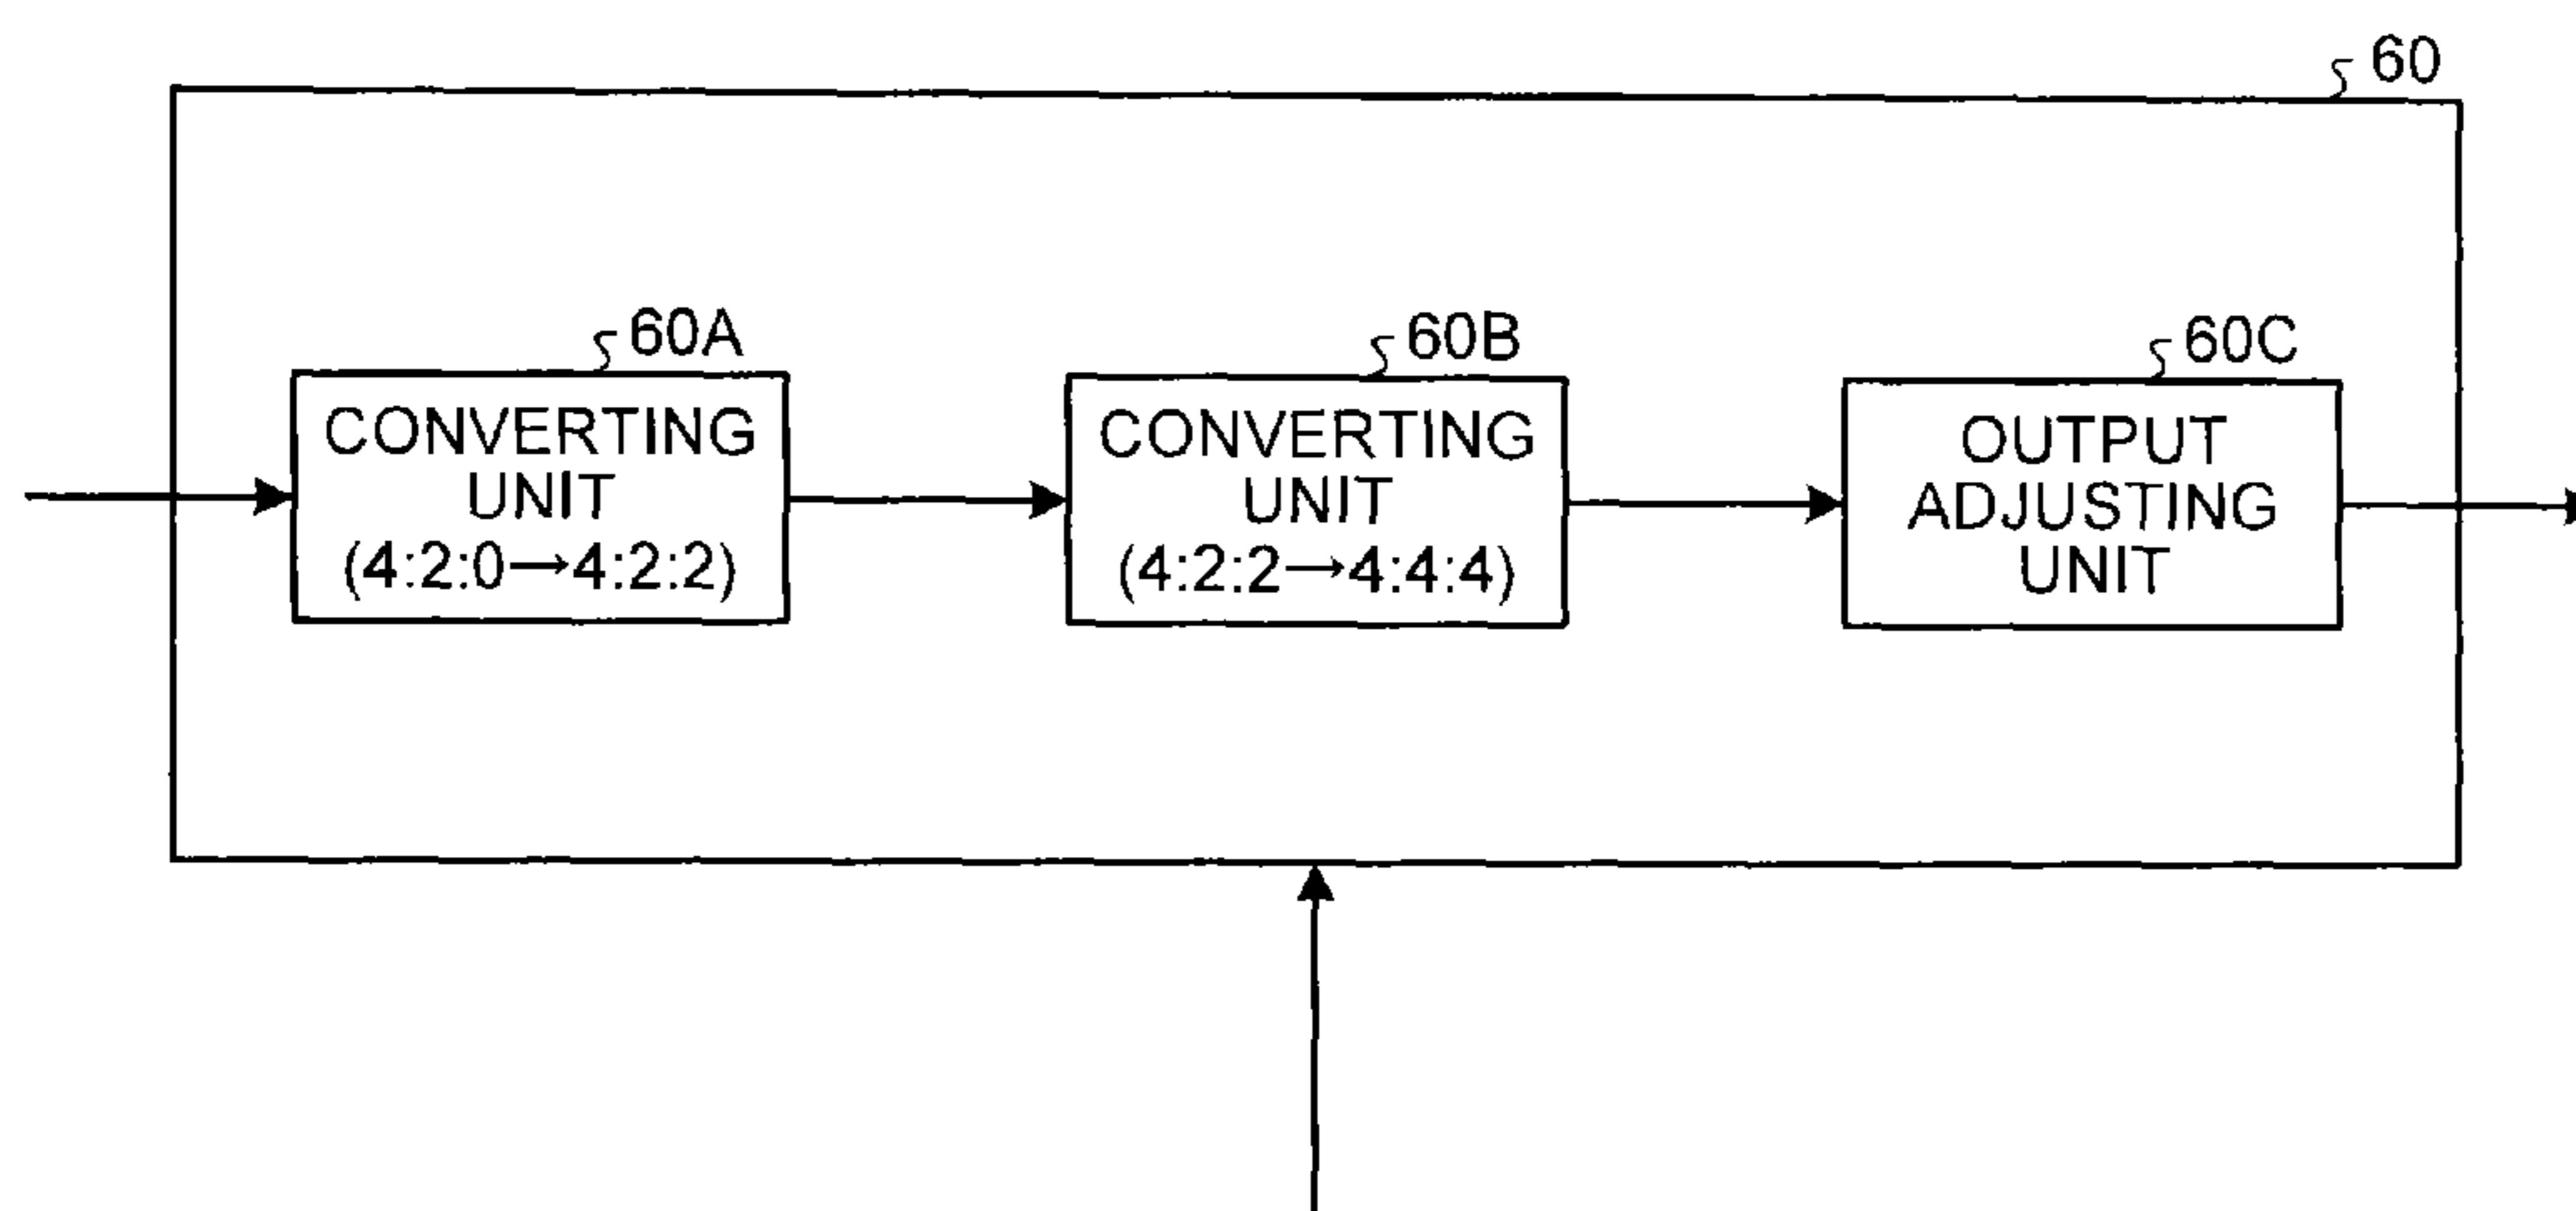 60
60A
CONVERTING
UNIT
(4:2:0→4:2:2)
60B
CONVERTING
UNIT
(4:2:2→4:4:4)
60C
OUTPUT
ADJUSTING
UNIT